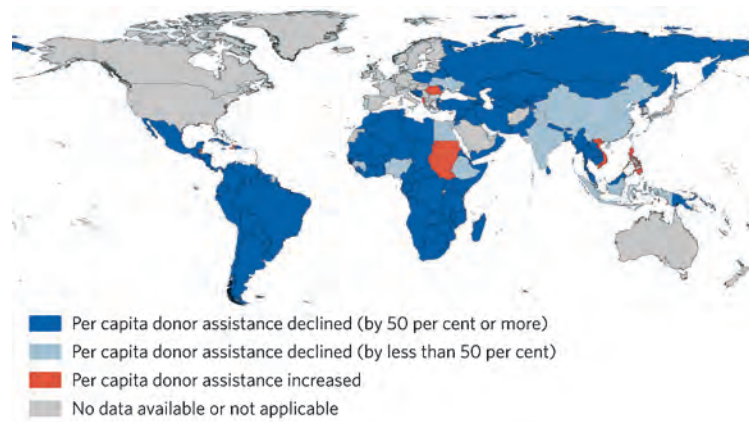 Per capita donor assistance declined (by 50 per cent or more)
Per capita donor assistance declined (by less than 50 per cent)
Per capita donor assistance increased
No data available or not applicable